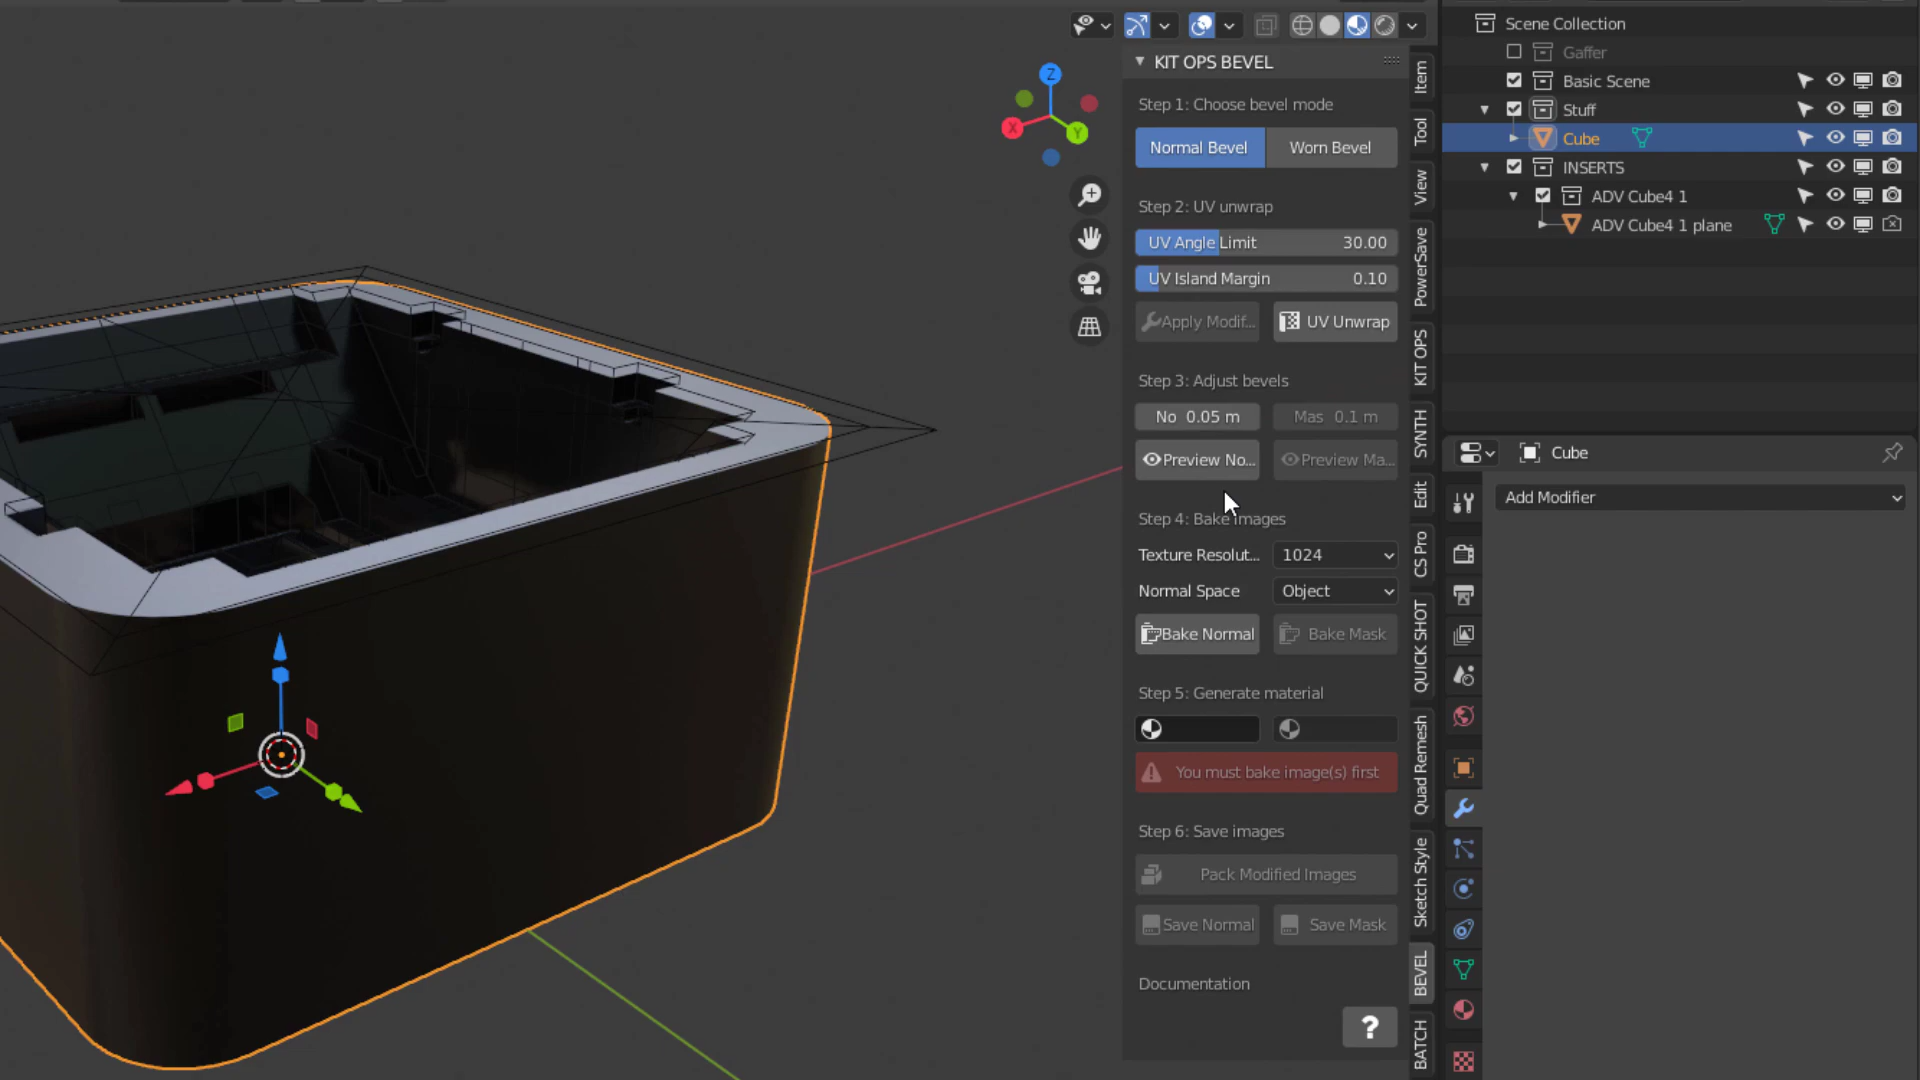 KIT OPS BEVEL
Step 1: Choose bevel mode
Normal Bevel
Worn Bevel
Step 2: UV unwrap
UV Angle Limit 30.00
UV Island Margin 0.10
Apply Modif...
UV Unwrap
Step 3: Adjust bevels
No 0.05 m
Mas 0.1 m
Preview No...
Preview Ma...
Step 4: Bake images
Texture Resolut... 1024
Normal Space Object
Bake Normal
Bake Mask
Step 5: Generate material
You must bake image(s) first
Step 6: Save images
Pack Modified Images
Save Normal
Save Mask
Documentation
?
Z
X
Y
Item
Tool
View
PowerSave
KIT OPS
SYNTH
Edit
CS Pro
QUICK SHOT
Quad Remesh
Sketch Style
BEVEL
BATCH
Scene Collection
Gaffer
Basic Scene
Stuff
Cube
INSERTS
ADV Cube4 1
ADV Cube4 1 plane
Cube
Add Modifier